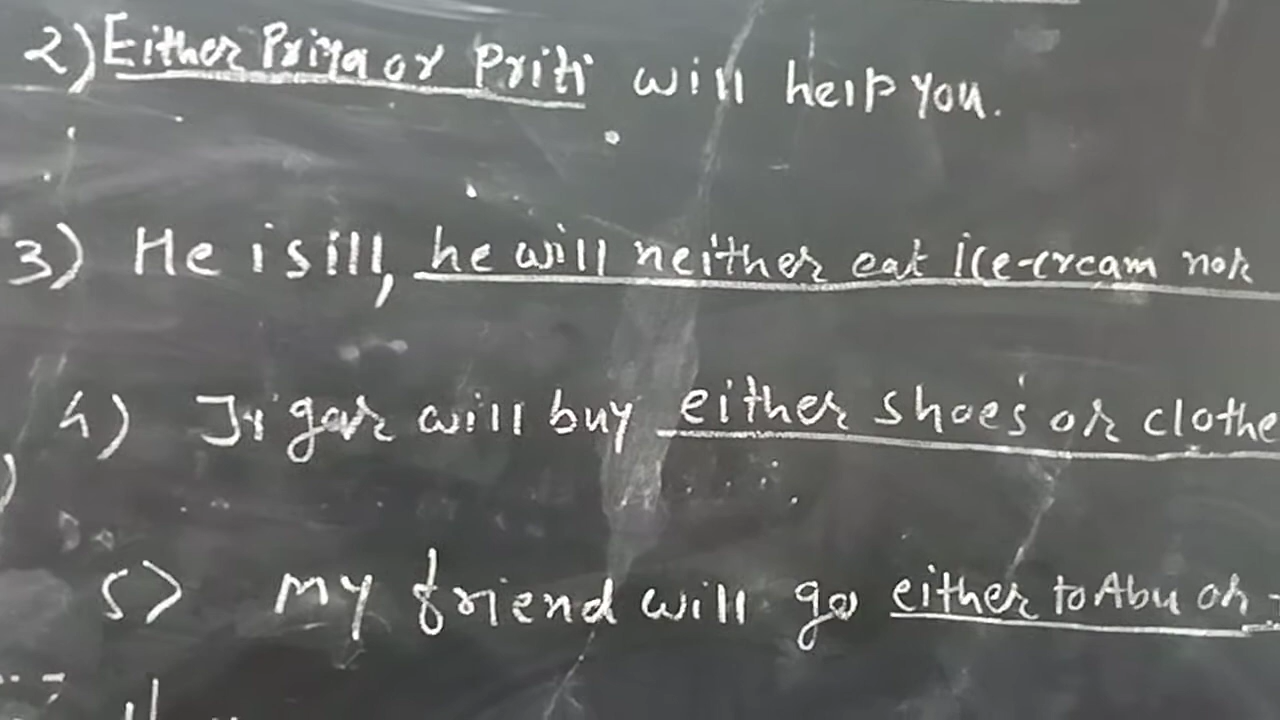 2) Either Priya or Priti will help you.
3) He is ill, he will neither eat ice-cream nor
4) Jigar will buy either shoes or clothe
5) My friend will go either to Abu or